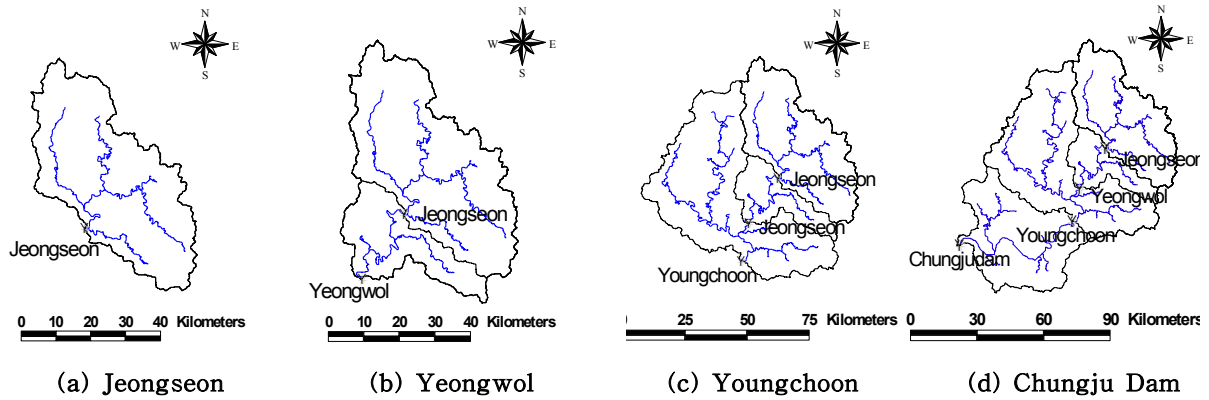 N
W E
S
Jeongseon
0 10 20 30 40 Kilometers
(a) Jeongseon
N
W E
S
Jeongseon
Yeongwol
0 10 20 30 40 Kilometers
(b) Yeongwol
N
W E
S
Jeongseon
Jeongseon
Youngchoon
25 50 75 Kilometers
(c) Youngchoon
N
W E
S
Jeongseon
Yeongwol
Youngchoon
Chungjudam
0 30 60 90 Kilometers
(d) Chungju Dam